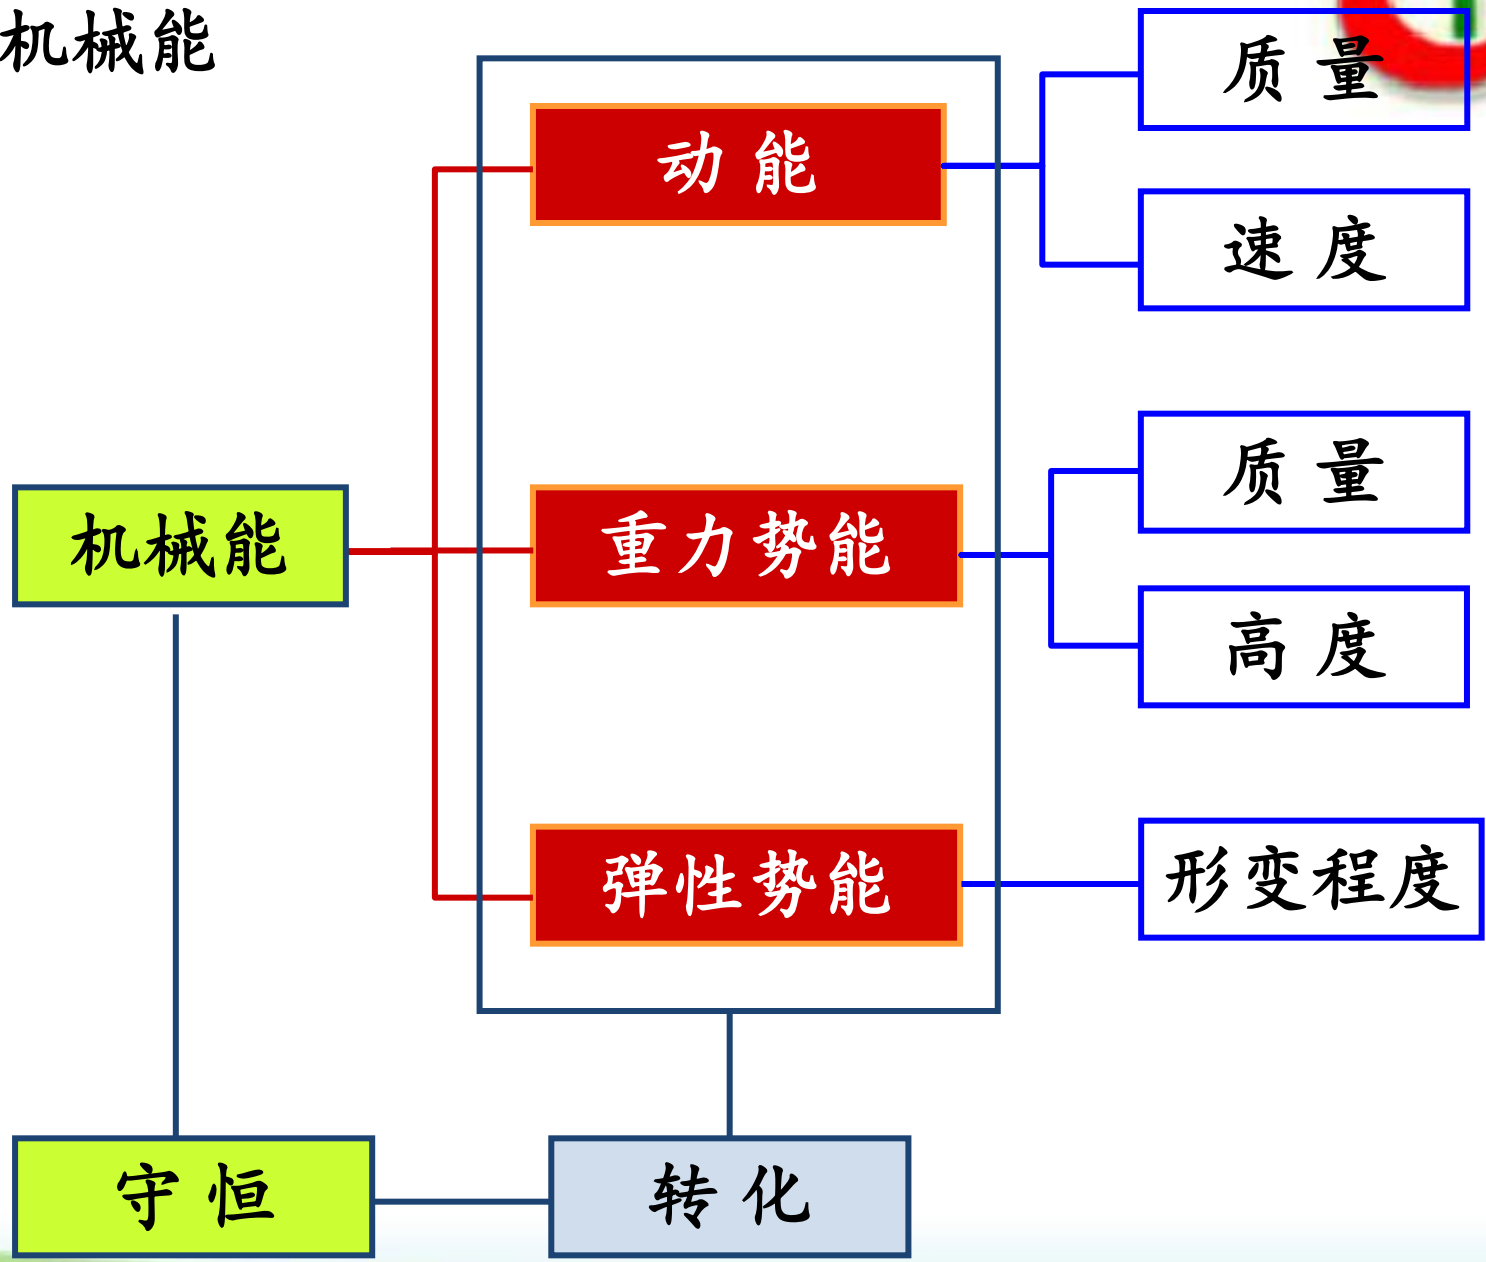 机械能
动 能
质 量
速 度
机械能
重力势能
质 量
高 度
弹性势能
形变程度
守 恒
转 化